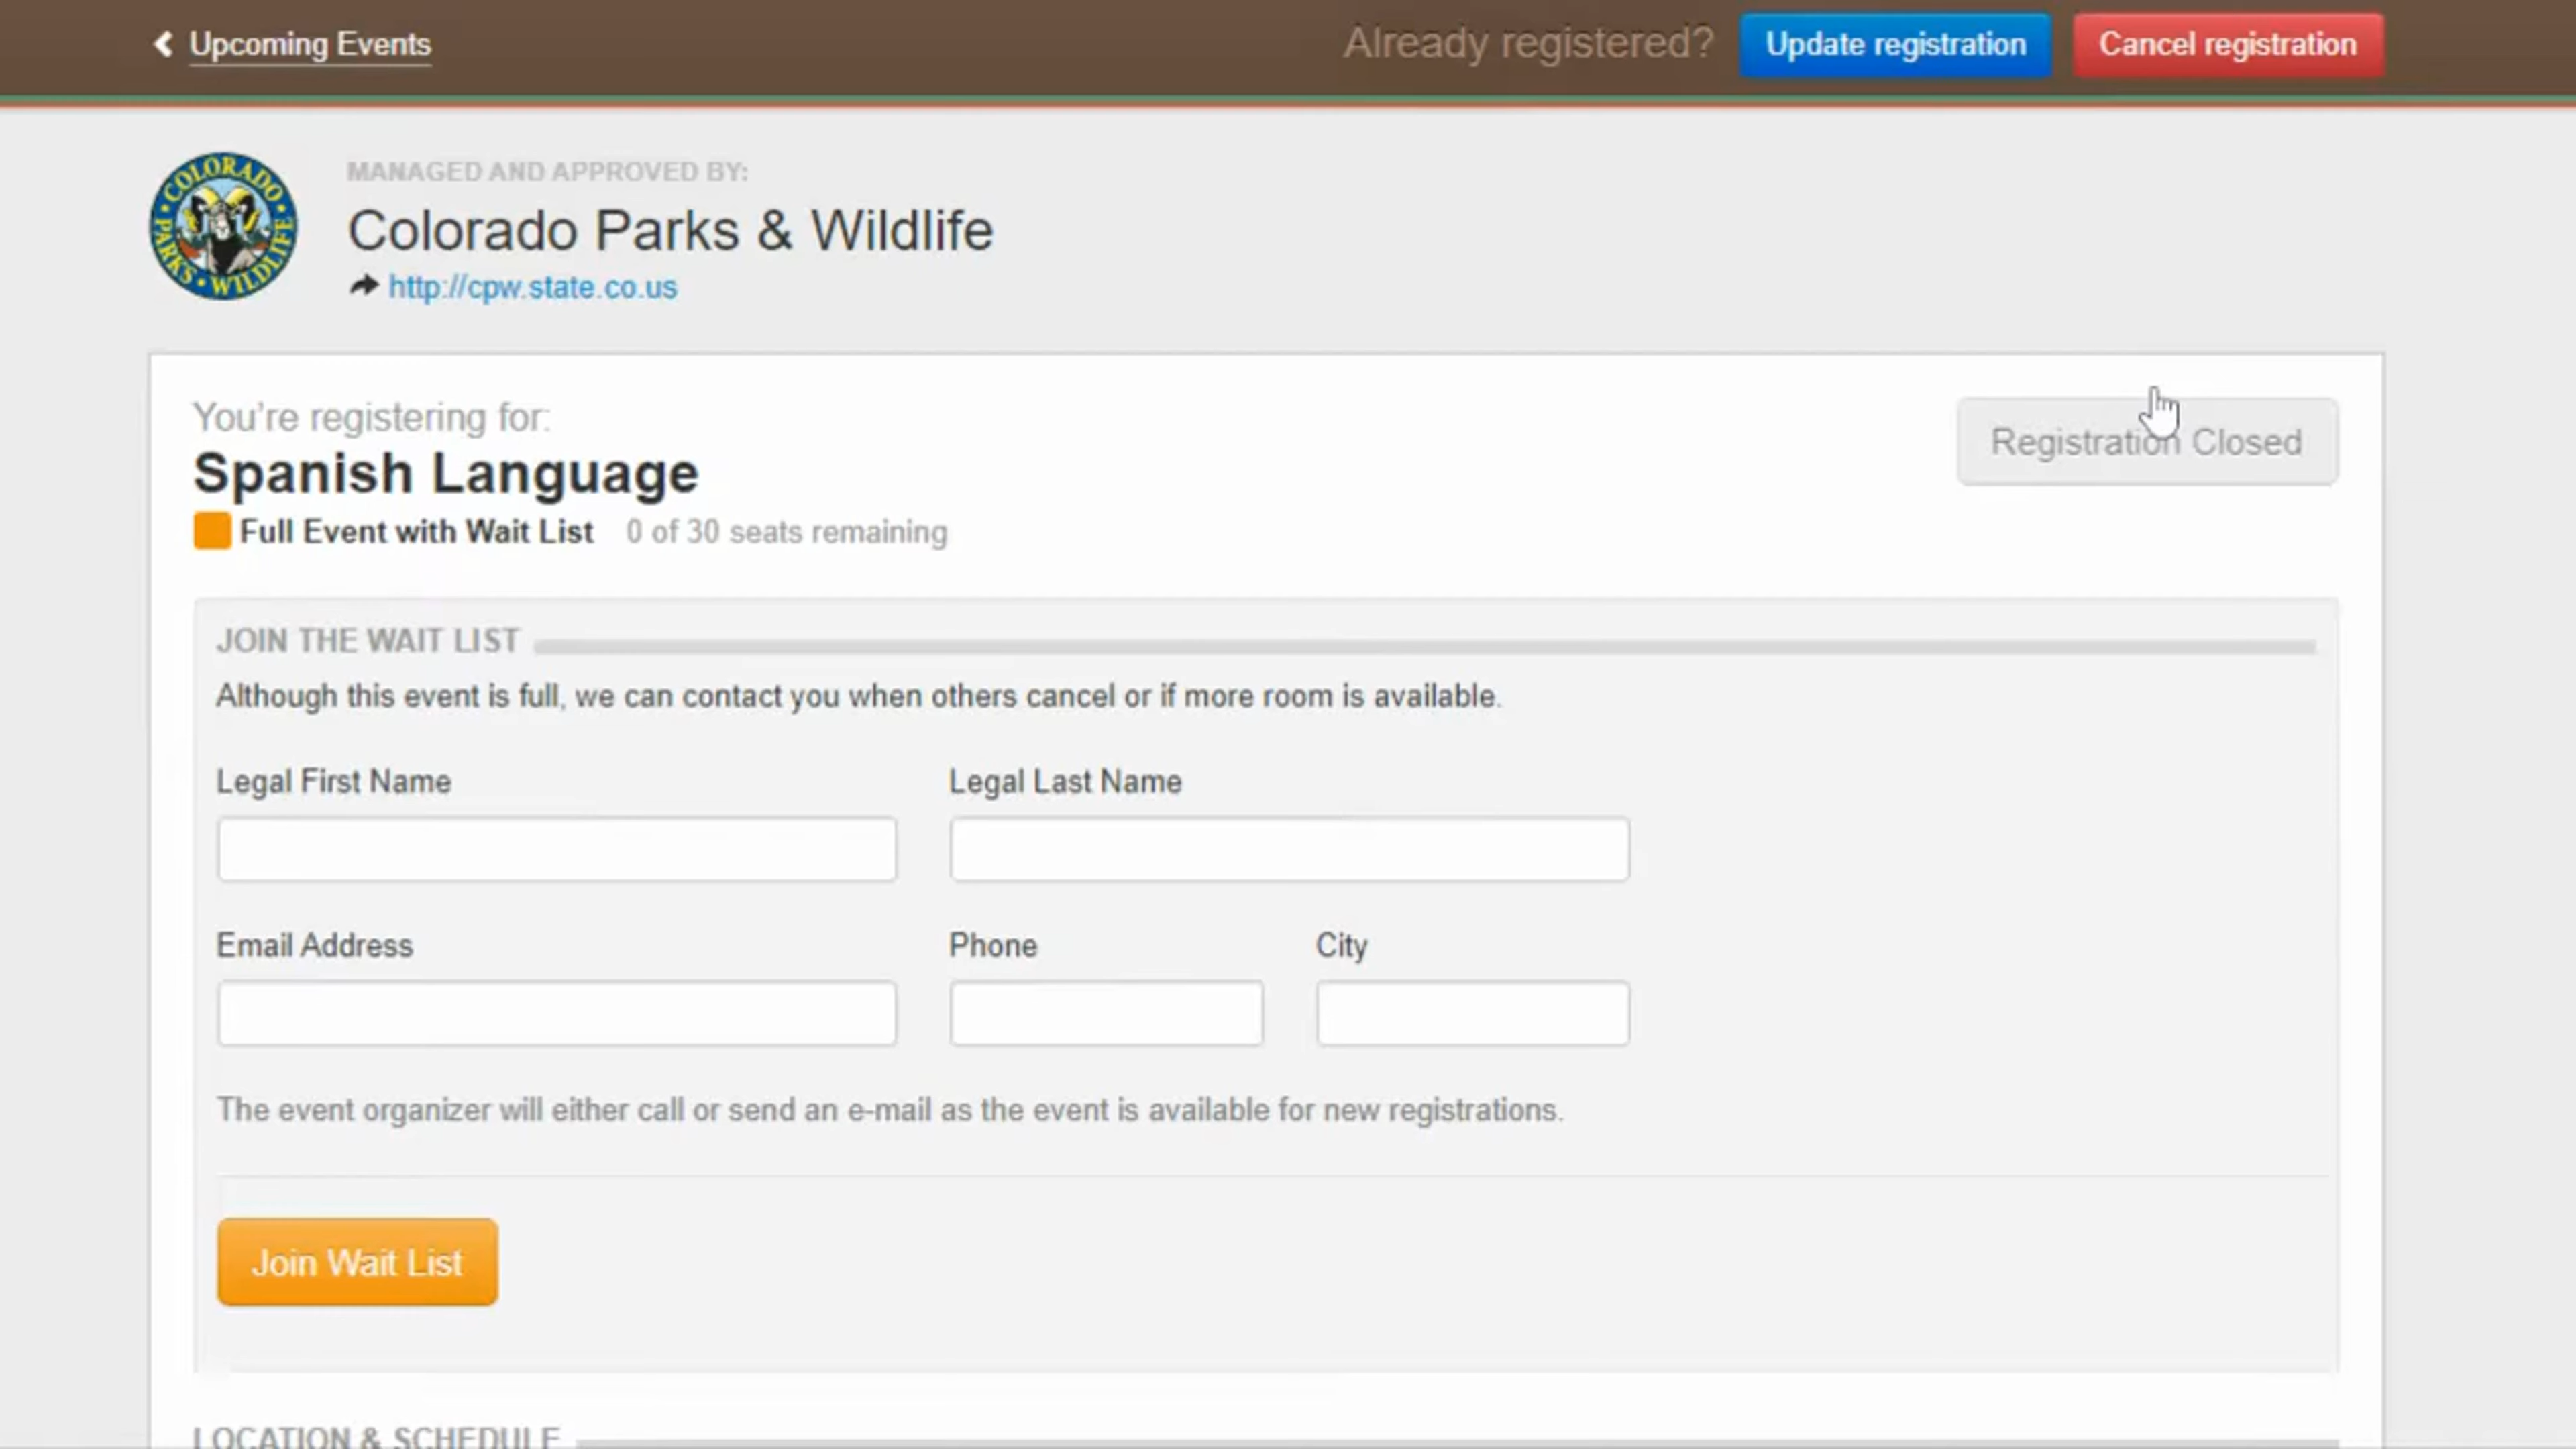 Upcoming Events
Already registered?
Update registration
Cancel registration
COLORADO
PARKS • WILDLIFE
MANAGED AND APPROVED BY:
Colorado Parks & Wildlife
http://cpw.state.co.us
You're registering for:
Registration Closed
Spanish Language
Full Event with Wait List 0 of 30 seats remaining
JOIN THE WAIT LIST
Although this event is full, we can contact you when others cancel or if more room is available.
Legal First Name
Legal Last Name
Email Address
Phone
City
The event organizer will either call or send an e-mail as the event is available for new registrations.
Join Wait List
LOCATION & SCHEDULE